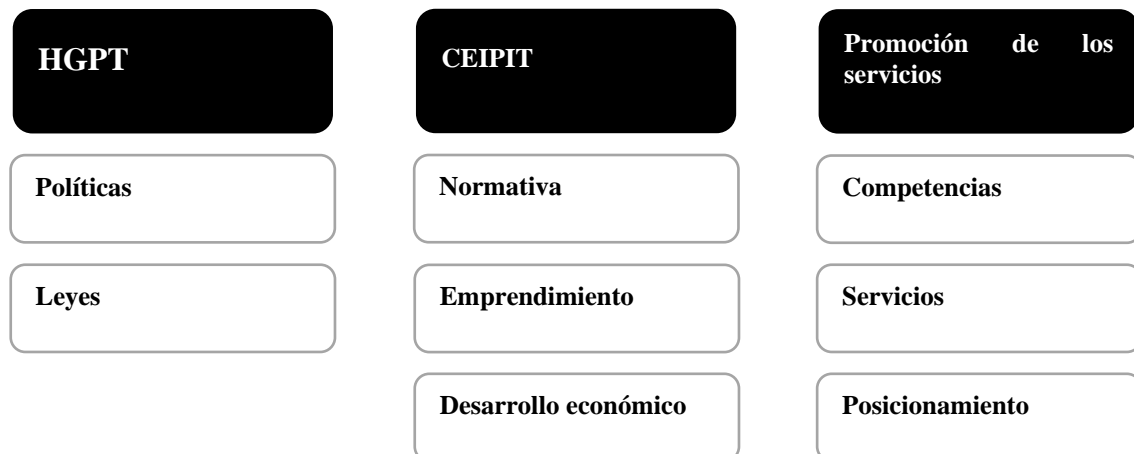 HGPT
CEIPIT
Promoción de los
servicios
Políticas
Normativa
Competencias
Leyes
Emprendimiento
Servicios
Desarrollo económico
Posicionamiento